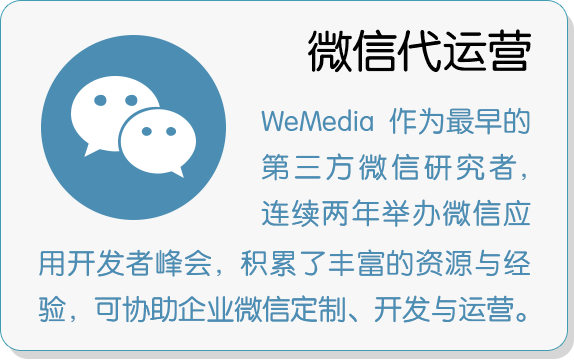 微信代运营
WeMedia 作为最早的
第三方微信研究者，
连续两年举办微信应
用开发者峰会，积累了丰富的资源与经
验，可协助企业微信定制、开发与运营。